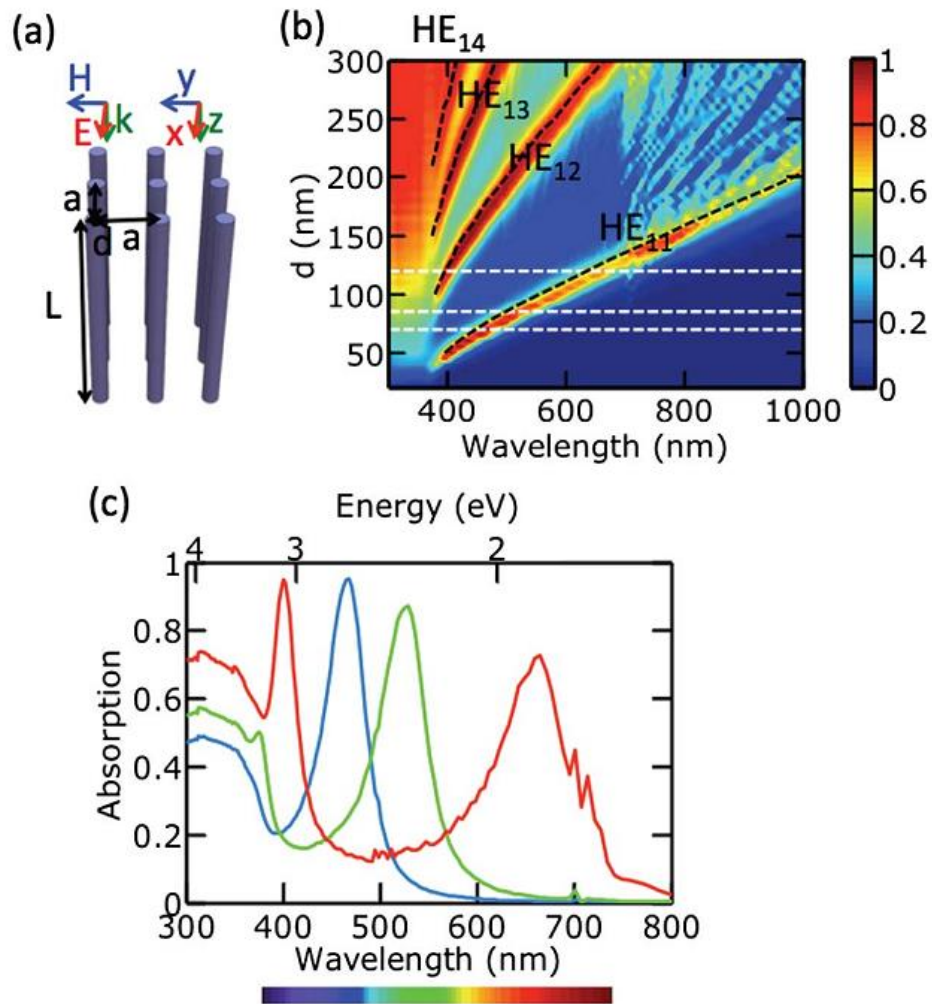 (a)
H
E
k
y
x
z
a
d
a
L
(b)
HE14
HE13
HE12
HE11
300
250
200
150
100
50
d (nm)
400 600 800 1000
Wavelength (nm)
1
0.8
0.6
0.4
0.2
0
(c)
Energy (eV)
4 3 2
1
0.8
0.6
0.4
0.2
0
Absorption
300 400 500 600 700 800
Wavelength (nm)